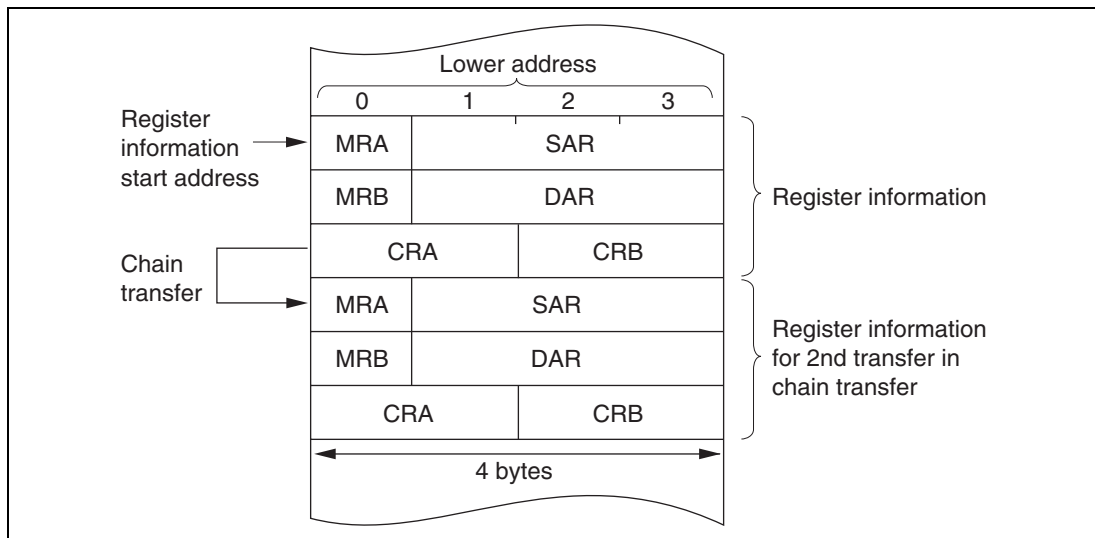 Lower address
0 1 2 3
Register
information
start address
MRA SAR
MRB DAR
CRA CRB
Register information
Chain
transfer
MRA SAR
MRB DAR
CRA CRB
Register information
for 2nd transfer in
chain transfer
4 bytes